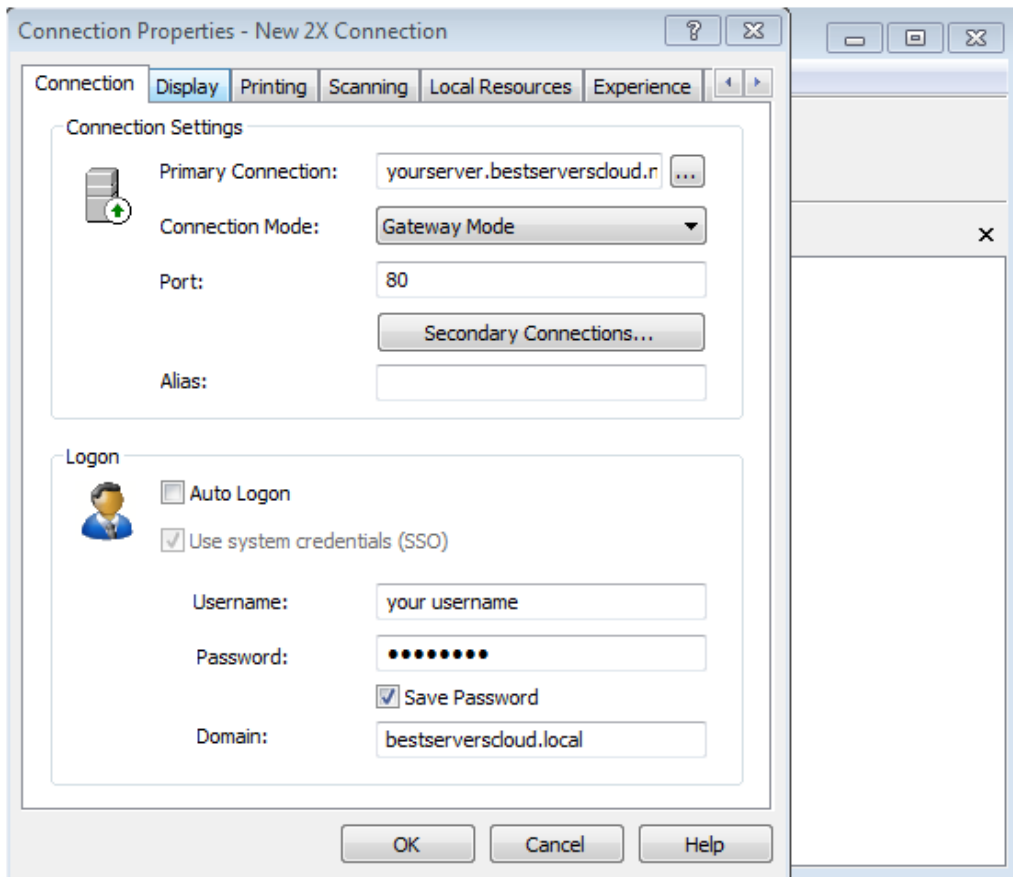 Connection Properties - New 2X Connection
Connection Display Printing Scanning Local Resources Experience
Connection Settings
Primary Connection: yourserver.bestserverscloud.n ...
Connection Mode: Gateway Mode
Port: 80
Secondary Connections...
Alias:
Logon
Auto Logon
Use system credentials (SSO)
Username: your username
Password: ••••••••
Save Password
Domain: bestserverscloud.local
OK Cancel Help